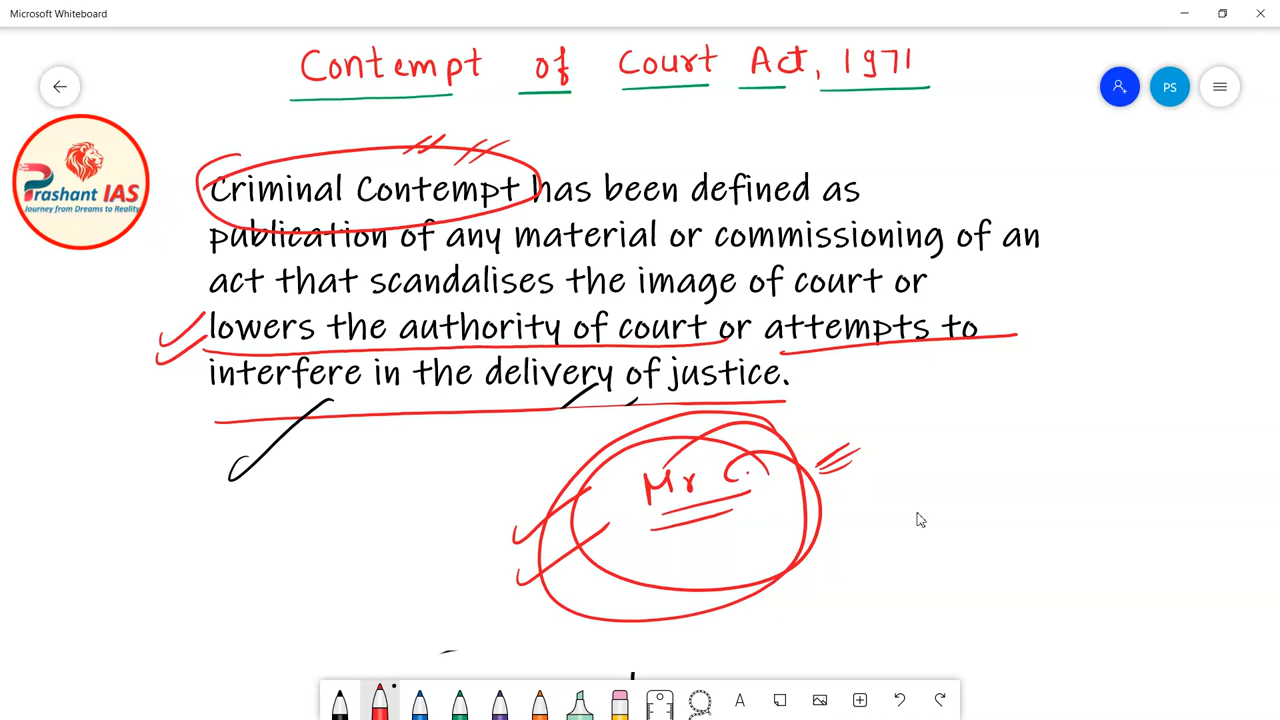 Microsoft Whiteboard
Contempt of Court Act, 1971
PS
Prashant IAS
Journey from Dreams to Reality
Criminal Contempt has been defined as
publication of any material or commissioning of an
act that scandalises the image of court or
lowers the authority of court or attempts to
interfere in the delivery of justice.
Mr C.
A